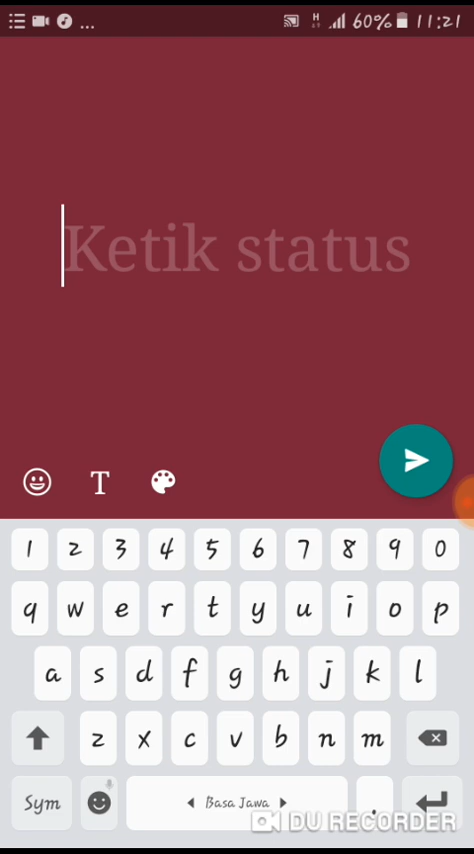 ... H 60% 11:21
Ketik status
T
1 2 3 4 5 6 7 8 9 0
q w e r t y u i o p
a s d f g h j k l
z x c v b n m
Sym Basa Jawa .
DU RECORDER